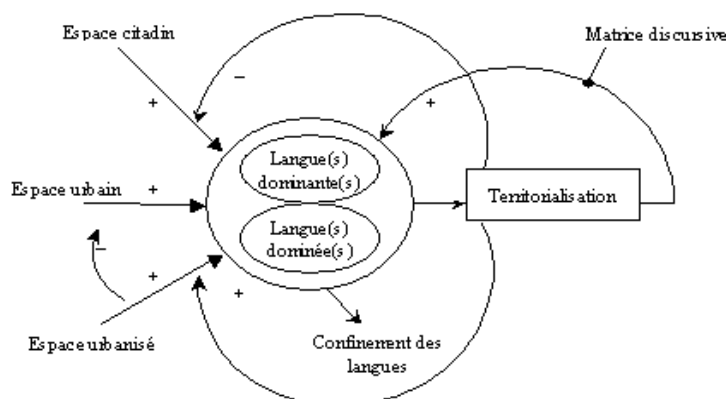 Espace citadin
Matrice discursive
–
+
+
Langue(s)
dominante(s)
Espace urbain
+
Territorialisation
Langue(s)
dominée(s)
–
+
+
Espace urbanisé
Confinement des
langues